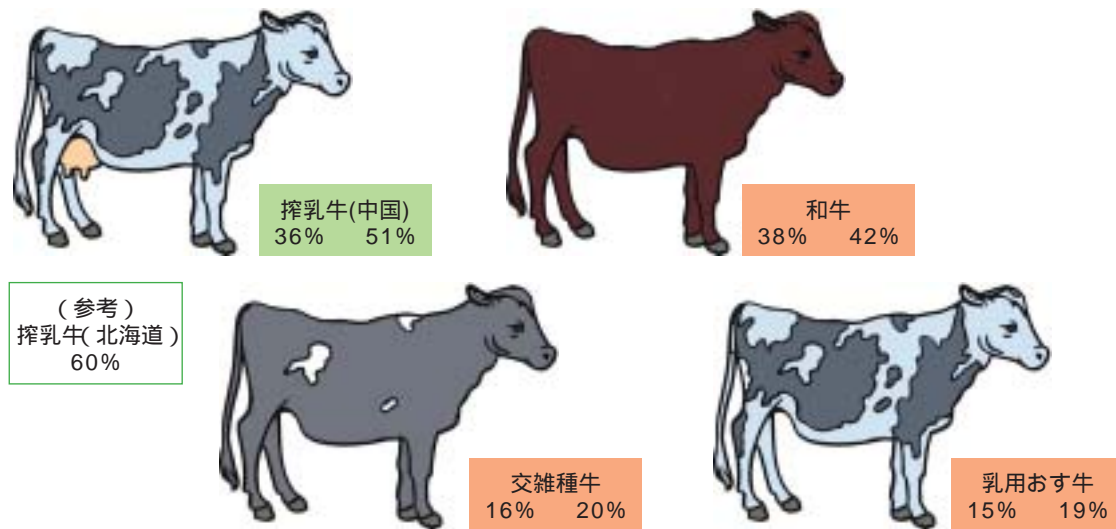 搾乳牛(中国)
36% 51%
和牛
38% 42%
(参考)
搾乳牛(北海道)
60%
交雑種牛
16% 20%
乳用おす牛
15% 19%